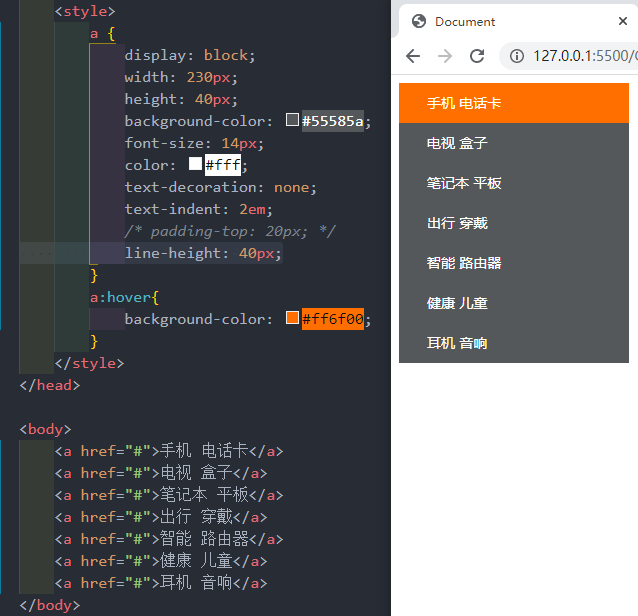 <style>
a {
display: block;
width: 230px;
height: 40px;
background-color: #55585a;
font-size: 14px;
color: #fff;
text-decoration: none;
text-indent: 2em;
/* padding-top: 20px; */
line-height: 40px;
}
a:hover{
background-color: #ff6f00;
}
</style>
</head>
<body>
<a href="#">手机 电话卡</a>
<a href="#">电视 盒子</a>
<a href="#">笔记本 平板</a>
<a href="#">出行 穿戴</a>
<a href="#">智能 路由器</a>
<a href="#">健康 儿童</a>
<a href="#">耳机 音响</a>
</body>
Document
127.0.0.1:5500/
手机 电话卡
电视 盒子
笔记本 平板
出行 穿戴
智能 路由器
健康 儿童
耳机 音响